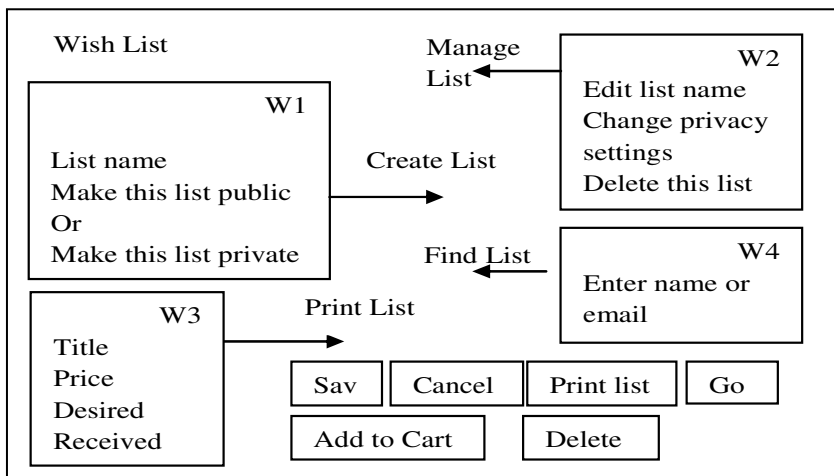 Wish List
Manage
List
W1
List name
Make this list public
Or
Make this list private
Create List
W2
Edit list name
Change privacy
settings
Delete this list
Find List
W4
Enter name or
email
W3
Title
Price
Desired
Received
Print List
Sav
Cancel
Print list
Go
Add to Cart
Delete